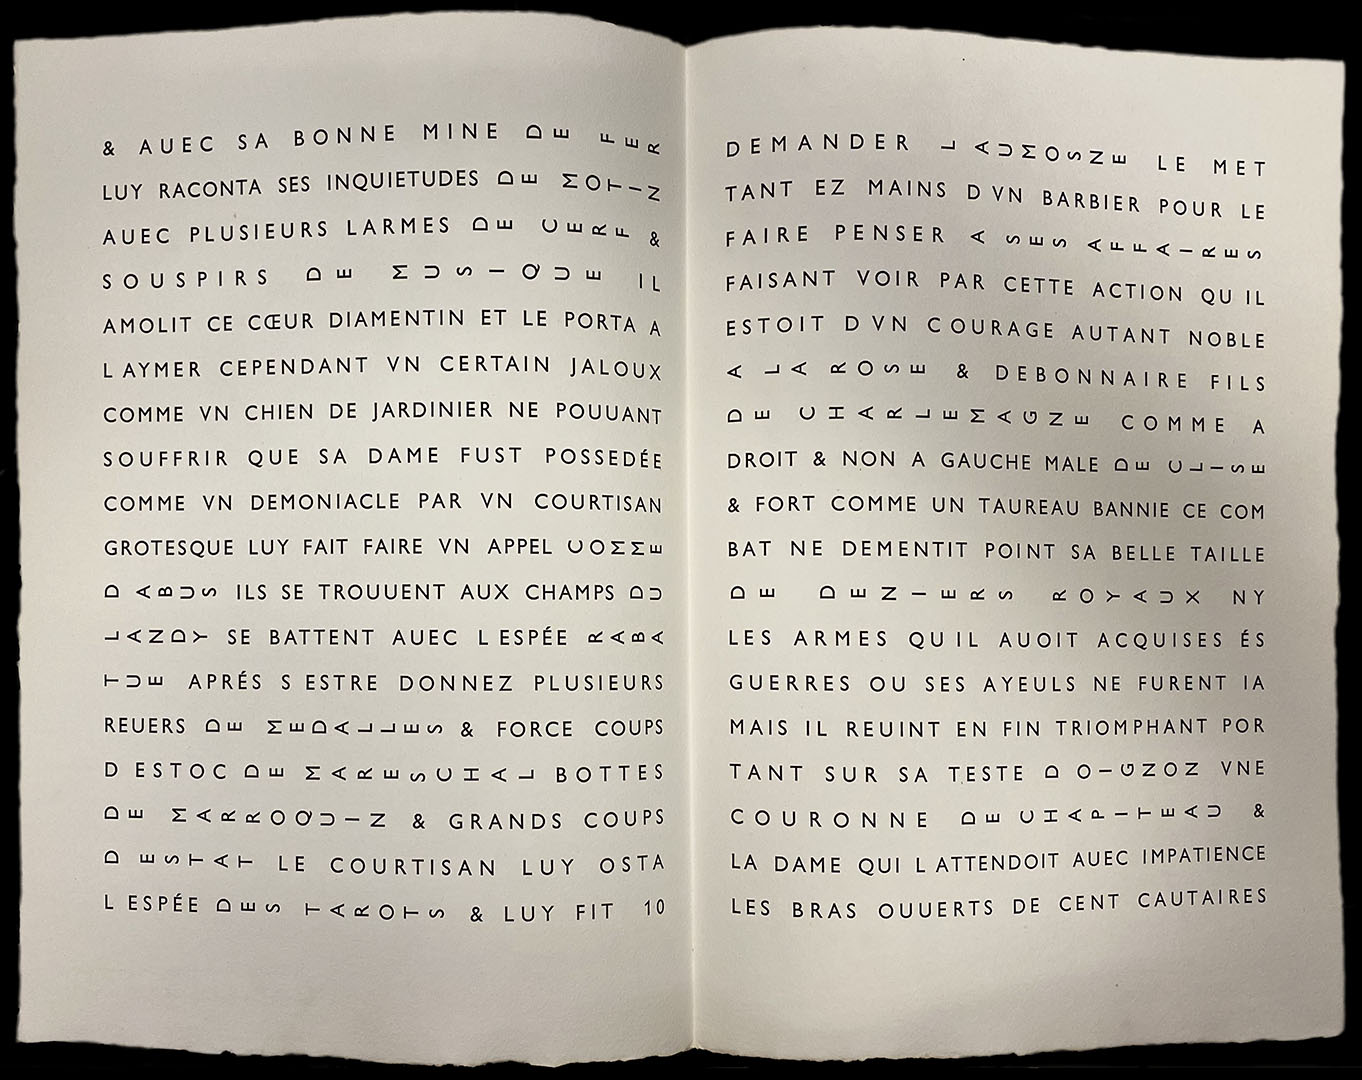 & AUEC SA BONNE MINE DE FER
LUY RACONTA SES INQUIETUDES DE MOTIN
AUEC PLUSIEURS LARMES DE CERF &
SOUSPIRS DE MUSIQUE IL
AMOLIT CE CŒUR DIAMENTIN ET LE PORTA A
L AYMER CEPENDANT VN CERTAIN JALOUX
COMME VN CHIEN DE JARDINIER NE POUUANT
SOUFFRIR QUE SA DAME FUST POSSEDÉE
COMME VN DEMONIACLE PAR VN COURTISAN
GROTESQUE LUY FAIT FAIRE VN APPEL COMME
D ABUS ILS SE TROUUENT AUX CHAMPS DU
LANDY SE BATTENT AUEC L ESPÉE RABA
TUE APRÉS S ESTRE DONNEZ PLUSIEURS
REUERS DE MEDALLES & FORCE COUPS
D ESTOC DE MARESCHAL BOTTES
DE MARROQUIN & GRANDS COUPS
D ESTAT LE COURTISAN LUY OSTA
L ESPÉE DES TAROTS & LUY FIT 10
DEMANDER L AUMOSNE LE MET
TANT EZ MAINS D VN BARBIER POUR LE
FAIRE PENSER A SES AFFAIRES
FAISANT VOIR PAR CETTE ACTION QU IL
ESTOIT D VN COURAGE AUTANT NOBLE
A LA ROSE & DEBONNAIRE FILS
DE CHARLEMAGNE COMME A
DROIT & NON A GAUCHE MALE DE CLISE
& FORT COMME UN TAUREAU BANNIE CE COM
BAT NE DEMENTIT POINT SA BELLE TAILLE
DE DENIERS ROYAUX NY
LES ARMES QU IL AUOIT ACQUISES ÉS
GUERRES OU SES AYEULS NE FURENT IA
MAIS IL REUINT EN FIN TRIOMPHANT POR
TANT SUR SA TESTE D OIGNON VNE
COURONNE DE CHAPITEAU &
LA DAME QUI L ATTENDOIT AUEC IMPATIENCE
LES BRAS OUUERTS DE CENT CAUTAIRES